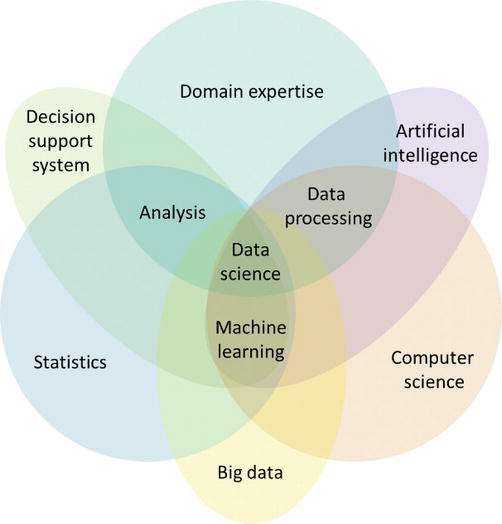 Domain expertise
Decision
support
system
Artificial
intelligence
Analysis
Data
processing
Data
science
Machine
learning
Statistics
Computer
science
Big data